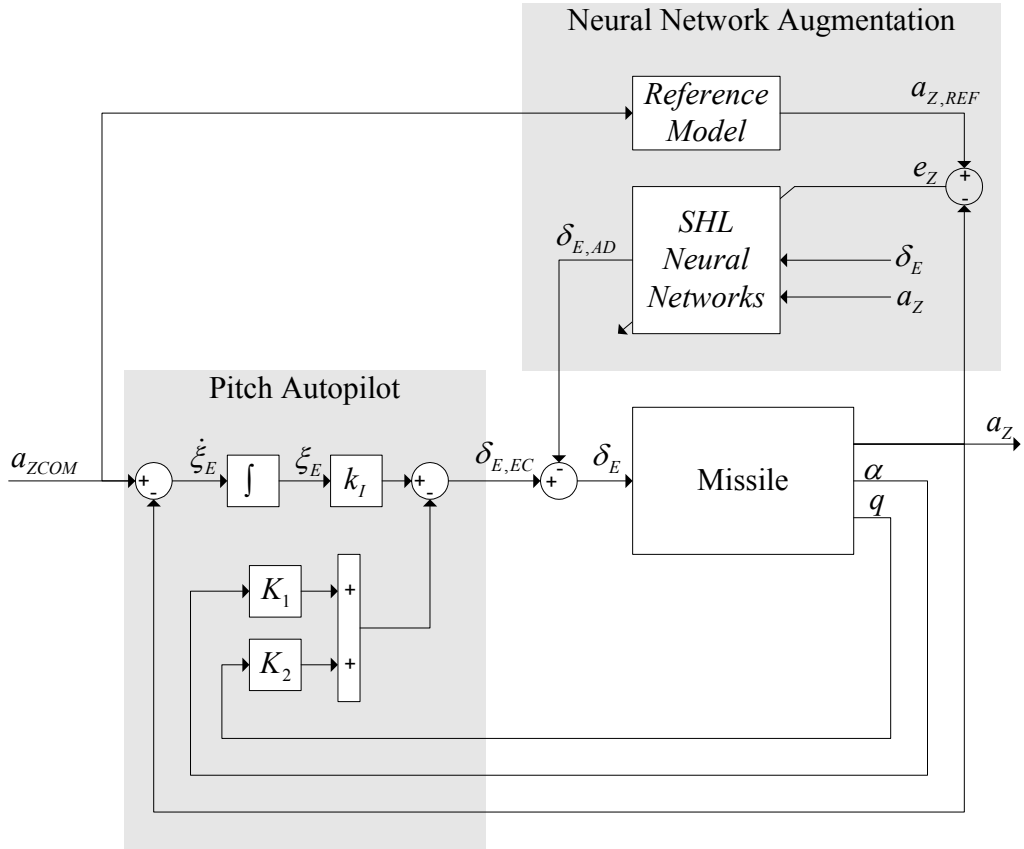 Neural Network Augmentation
Reference
Model
a_{Z,REF}
+
-
e_Z
SHL
Neural
Networks
δ_{E,AD}
δ_E
a_Z
Pitch Autopilot
a_{ZCOM}
+
-
ξ̇_E
∫
ξ_E
k_I
+
-
δ_{E,EC}
-
+
δ_E
Missile
a_Z
α
q
K_1
+
K_2
+